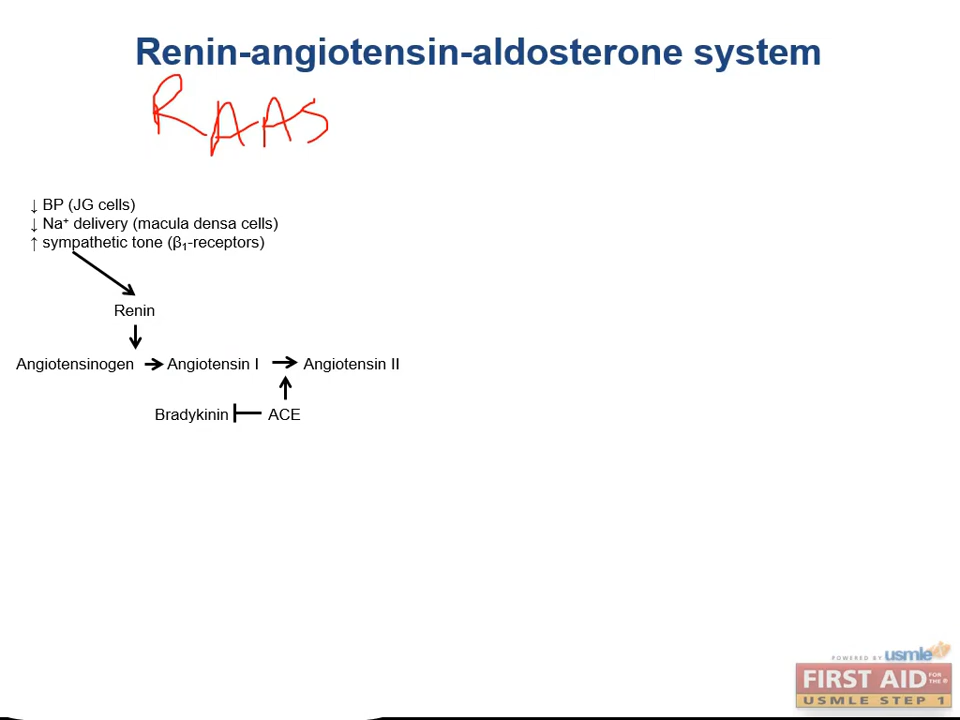 Renin-angiotensin-aldosterone system
RAAS
↓ BP (JG cells)
↓ Na⁺ delivery (macula densa cells)
↑ sympathetic tone (β₁-receptors)
Renin
Angiotensinogen → Angiotensin I → Angiotensin II
Bradykinin ACE
POWERED BY usmle
FIRST AID FOR THE®
USMLE STEP 1